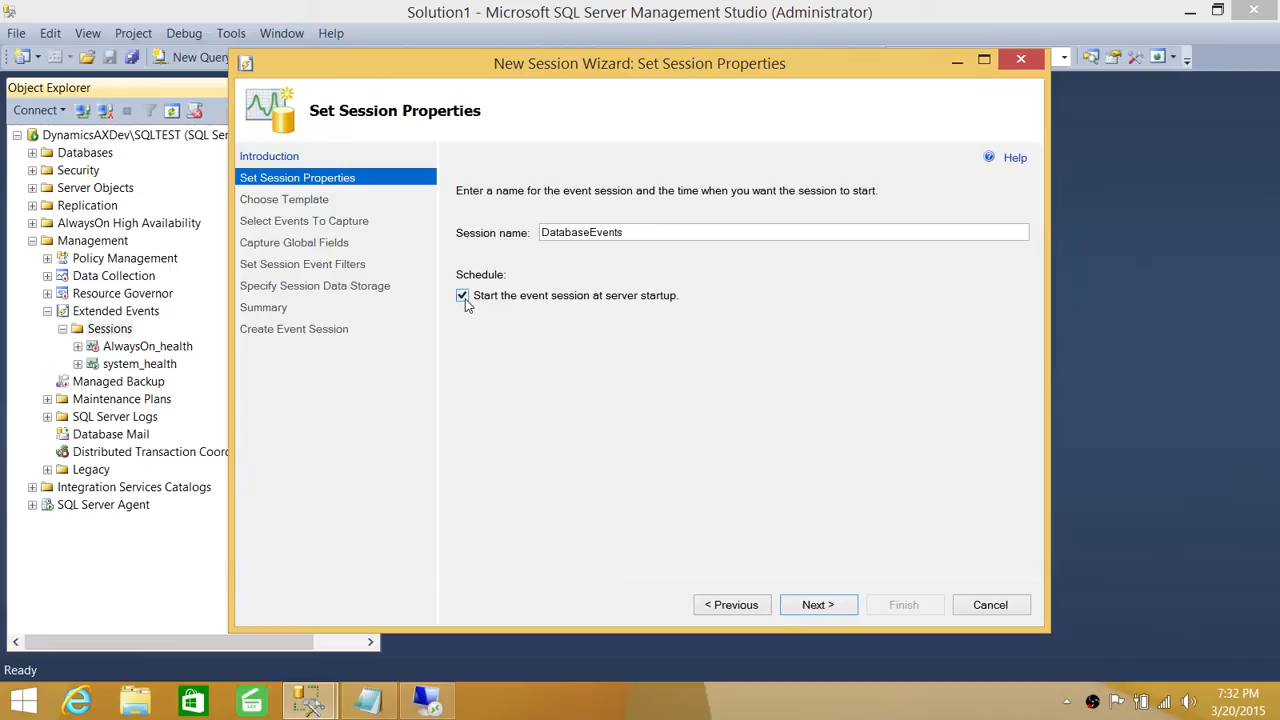 Solution1 - Microsoft SQL Server Management Studio (Administrator)
File Edit View Project Debug Tools Window Help
New Query
New Session Wizard: Set Session Properties
Object Explorer
Connect
Set Session Properties
DynamicsAXDev\SQLTEST (SQL Ser
Databases
Security
Server Objects
Replication
AlwaysOn High Availability
Management
Policy Management
Data Collection
Resource Governor
Extended Events
Sessions
AlwaysOn_health
system_health
Managed Backup
Maintenance Plans
SQL Server Logs
Database Mail
Distributed Transaction Coor
Legacy
Integration Services Catalogs
SQL Server Agent
Introduction
Set Session Properties
Choose Template
Select Events To Capture
Capture Global Fields
Set Session Event Filters
Specify Session Data Storage
Summary
Create Event Session
Help
Enter a name for the event session and the time when you want the session to start.
Session name: DatabaseEvents
Schedule:
Start the event session at server startup.
< Previous Next > Finish Cancel
Ready
7:32 PM
3/20/2015